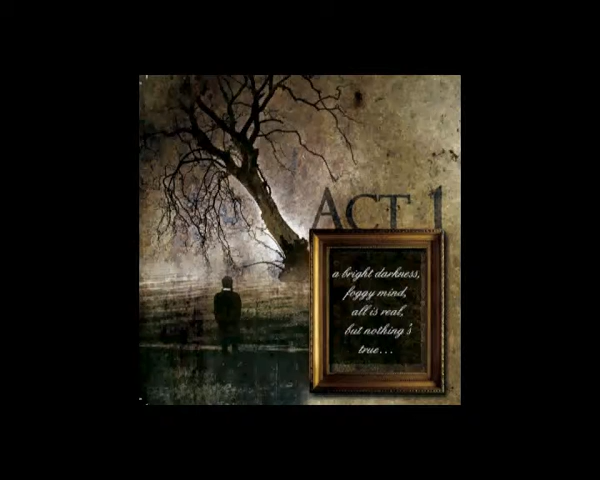 ACT 1
a bright darkness,
foggy mind,
all is real,
but nothing's
true...